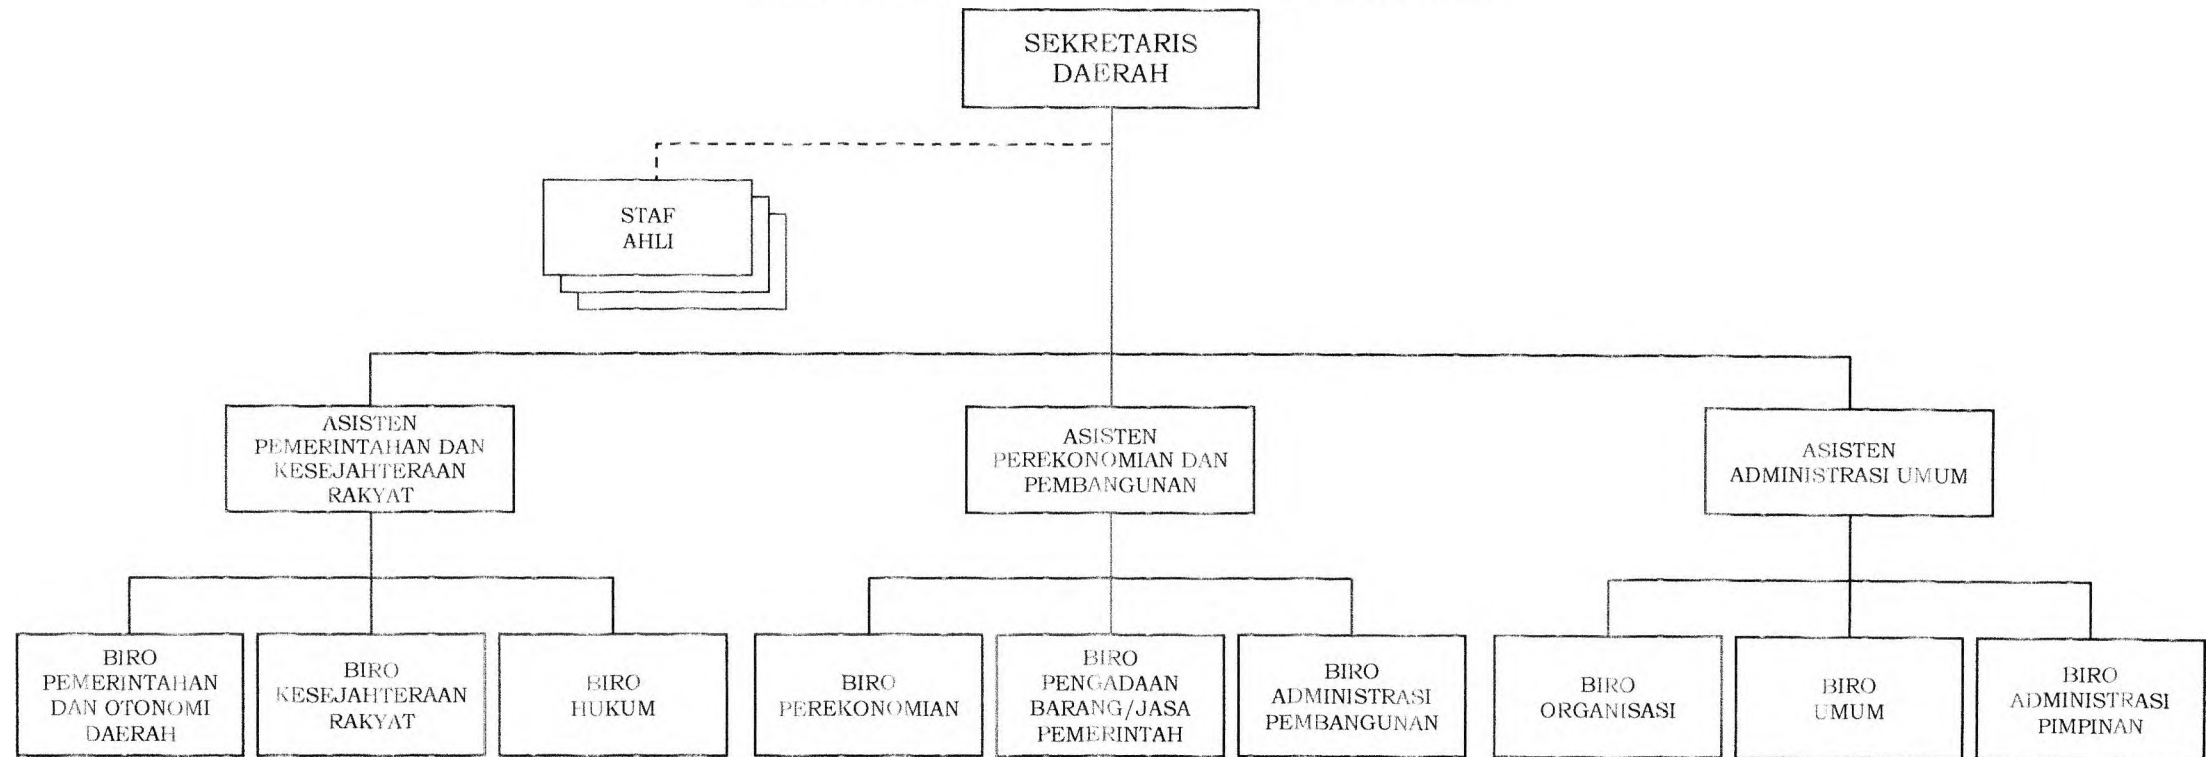 SEKRETARIS
DAERAH
STAF
AHLI
ASISTEN
PEMERINTAHAN DAN
KESEJAHTERAAN
RAKYAT
ASISTEN
PEREKONOMIAN DAN
PEMBANGUNAN
ASISTEN
ADMINISTRASI UMUM
BIRO
PEMERINTAHAN
DAN OTONOMI
DAERAH
BIRO
KESEJAHTERAAN
RAKYAT
BIRO
HUKUM
BIRO
PEREKONOMIAN
BIRO
PENGADAAN
BARANG/JASA
PEMERINTAH
BIRO
ADMINISTRASI
PEMBANGUNAN
BIRO
ORGANISASI
BIRO
UMUM
BIRO
ADMINISTRASI
PIMPINAN